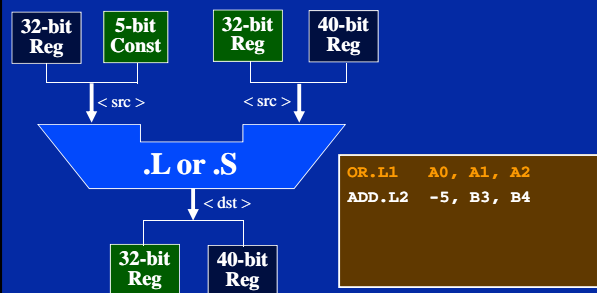 32-bit
Reg
5-bit
Const
32-bit
Reg
40-bit
Reg
< src >
< src >
.L or .S
OR.L1 A0, A1, A2
ADD.L2 -5, B3, B4
< dst >
32-bit
Reg
40-bit
Reg